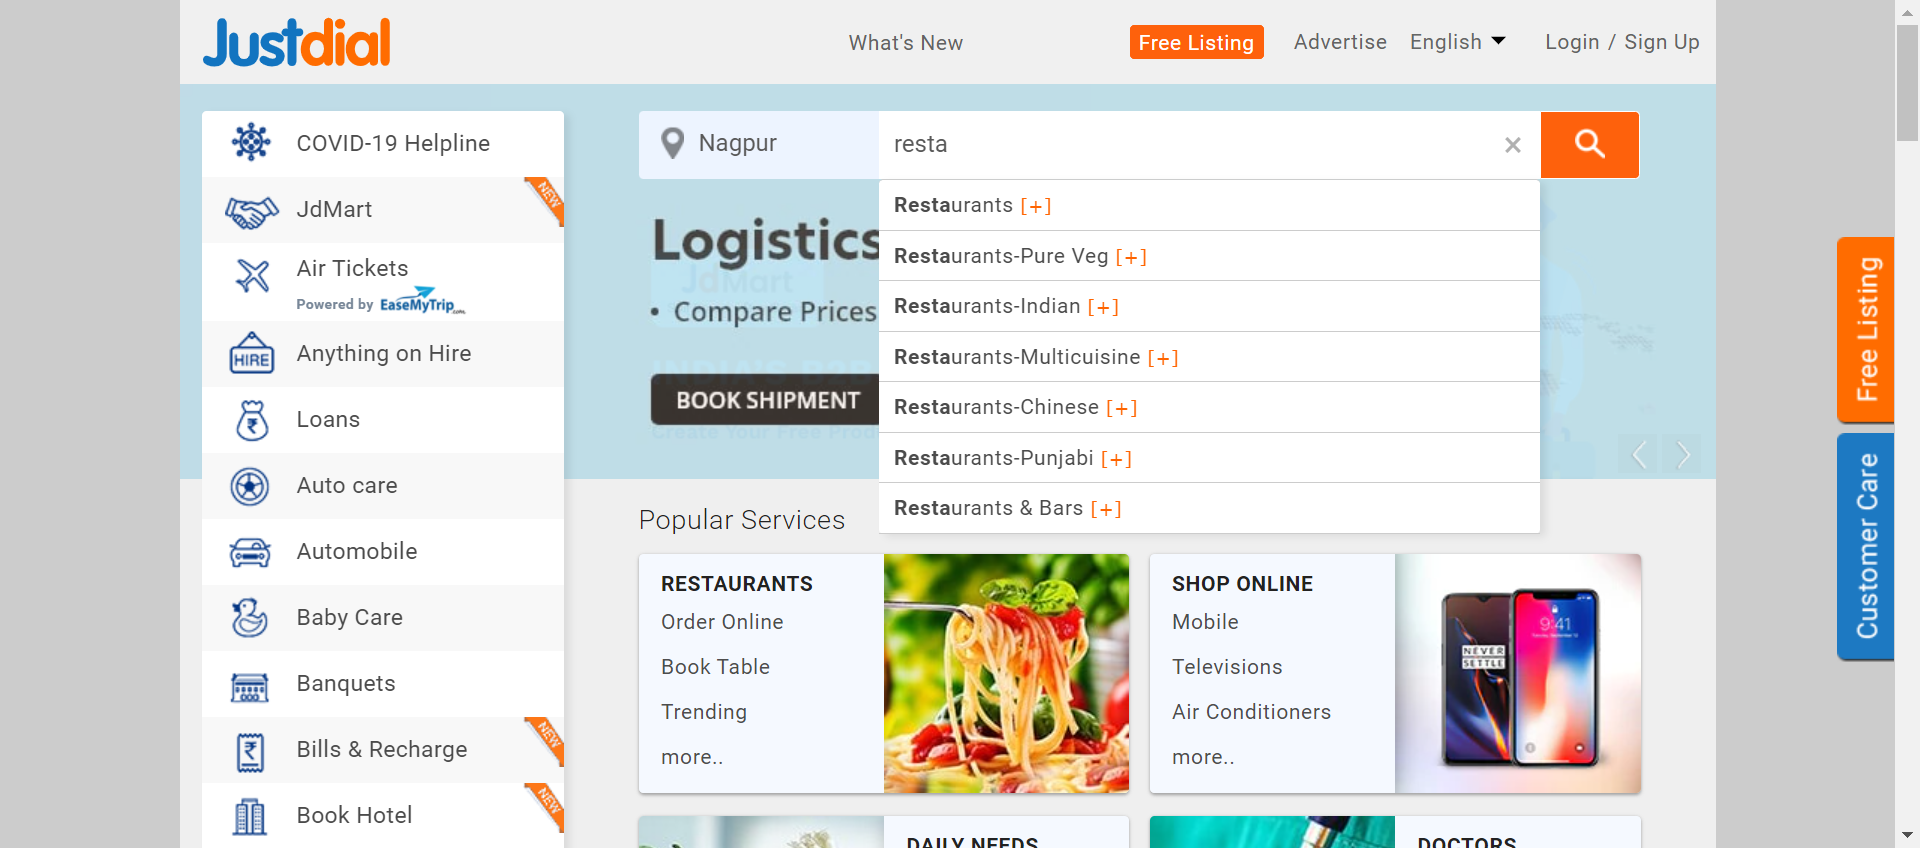 Justdial
What's New
Free Listing
Advertise
English
Login / Sign Up
COVID-19 Helpline
JdMart
NEW
Air Tickets
Powered by EaseMyTrip.com
Anything on Hire
HIRE
Loans
Auto care
Automobile
Baby Care
Banquets
Bills & Recharge
NEW
Book Hotel
NEW
Nagpur
resta
Restaurants [+]
Restaurants-Pure Veg [+]
Restaurants-Indian [+]
Restaurants-Multicuisine [+]
Restaurants-Chinese [+]
Restaurants-Punjabi [+]
Restaurants & Bars [+]
Logistics
JdMart
• Compare Prices
BOOK SHIPMENT
Create Your Free
Popular Services
RESTAURANTS
Order Online
Book Table
Trending
more..
SHOP ONLINE
Mobile
Televisions
Air Conditioners
more..
NEVER
SETTLE
9:41
DAILY NEEDS
DOCTORS
Free Listing
Customer Care